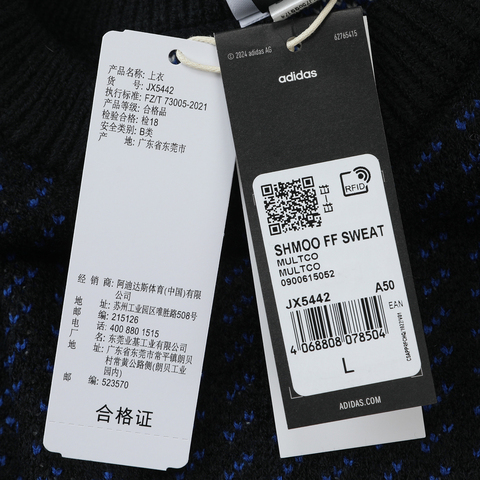 产品名称: 上衣
货 号: JX5442
执行标准: FZ/T 73005-2021
产品等级: 合格品
检验合格: 检18
安全类别: B类
产 地: 广东省东莞市
经 销 商: 阿迪达斯体育(中国)有限
公司
地 址: 苏州工业园区唯胜路508号
邮 编: 215126
电 话: 400 880 1515
厂 名: 东莞业基工业有限公司
地 址: 广东省东莞市常平镇朗贝
村常黄公路侧(朗贝工业
园内)
邮 编: 523570
合格证
© 2024 adidas AG
62765415
adidas
RFID
SHMOO FF SWEAT
MULTCO
MULTCO
0900615052
JX5442
A50
EAN
4 068808 078504
L
ADIDAS.COM